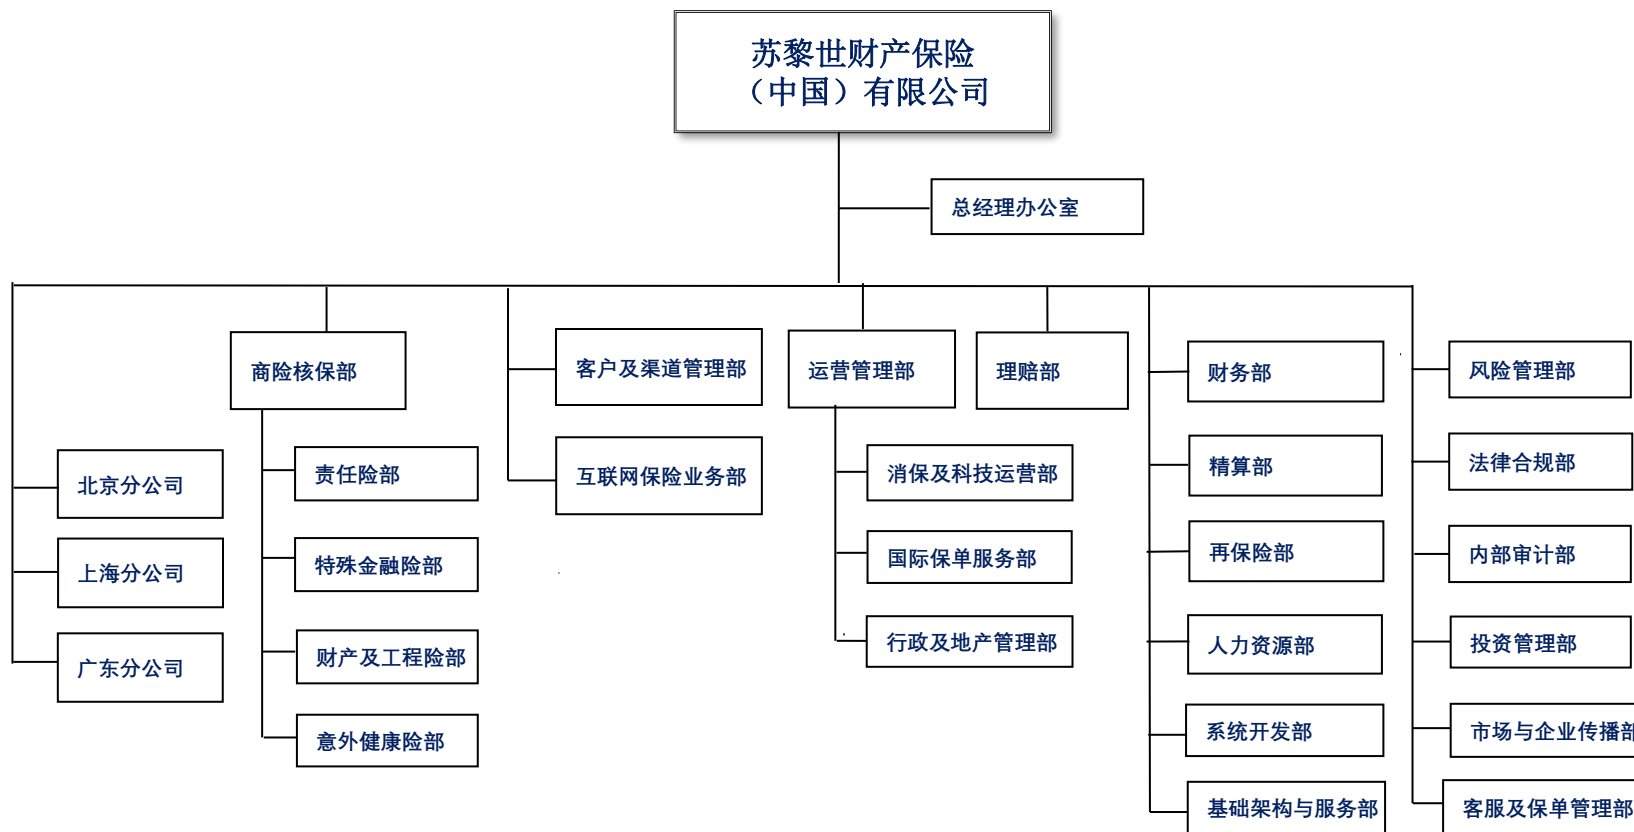 苏黎世财产保险
（中国）有限公司
总经理办公室
商险核保部
客户及渠道管理部
运营管理部
理赔部
财务部
风险管理部
北京分公司
责任险部
互联网保险业务部
消保及科技运营部
精算部
法律合规部
上海分公司
特殊金融险部
国际保单服务部
再保险部
内部审计部
广东分公司
财产及工程险部
行政及地产管理部
人力资源部
投资管理部
意外健康险部
系统开发部
市场与企业传播部
基础架构与服务部
客服及保单管理部